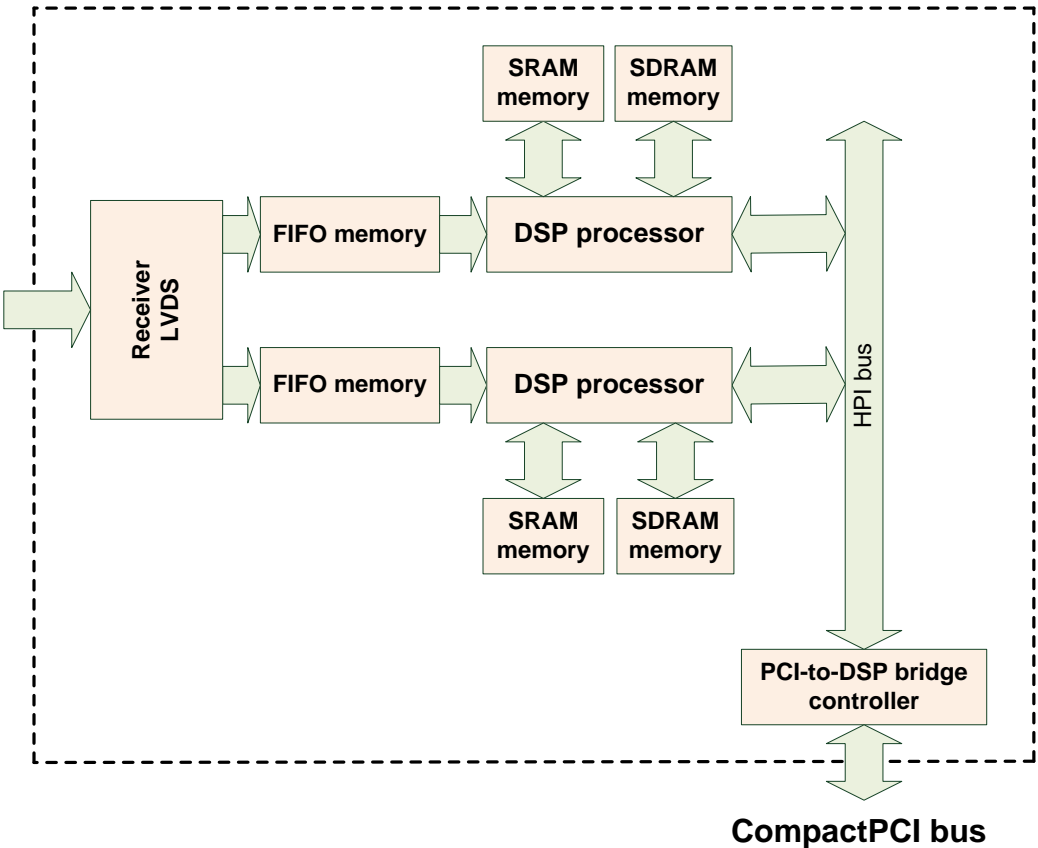 SRAM
memory
SDRAM
memory
Receiver
LVDS
FIFO memory
DSP processor
FIFO memory
DSP processor
HPI bus
SRAM
memory
SDRAM
memory
PCI-to-DSP bridge
controller
CompactPCI bus